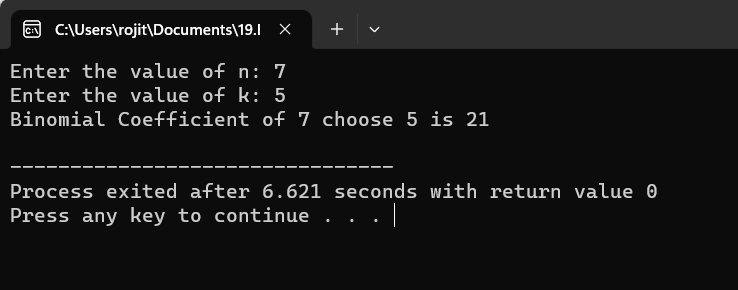 C:\Users\rojit\Documents\19.l
Enter the value of n: 7
Enter the value of k: 5
Binomial Coefficient of 7 choose 5 is 21
--------------------------------
Process exited after 6.621 seconds with return value 0
Press any key to continue . . .